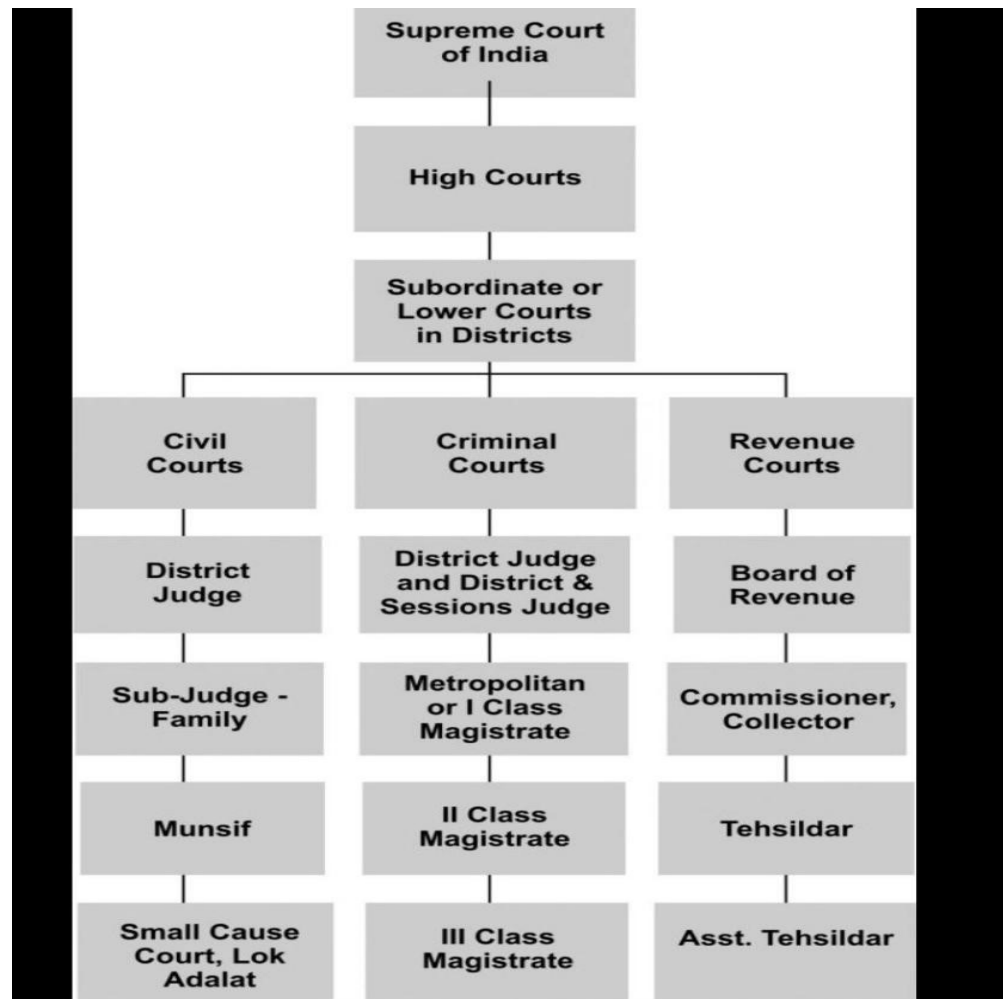 Supreme Court
of India
High Courts
Subordinate or
Lower Courts
in Districts
Civil
Courts
Criminal
Courts
Revenue
Courts
District
Judge
District Judge
and District &
Sessions Judge
Board of
Revenue
Sub-Judge -
Family
Metropolitan
or I Class
Magistrate
Commissioner,
Collector
Munsif
II Class
Magistrate
Tehsildar
Small Cause
Court, Lok
Adalat
III Class
Magistrate
Asst. Tehsildar